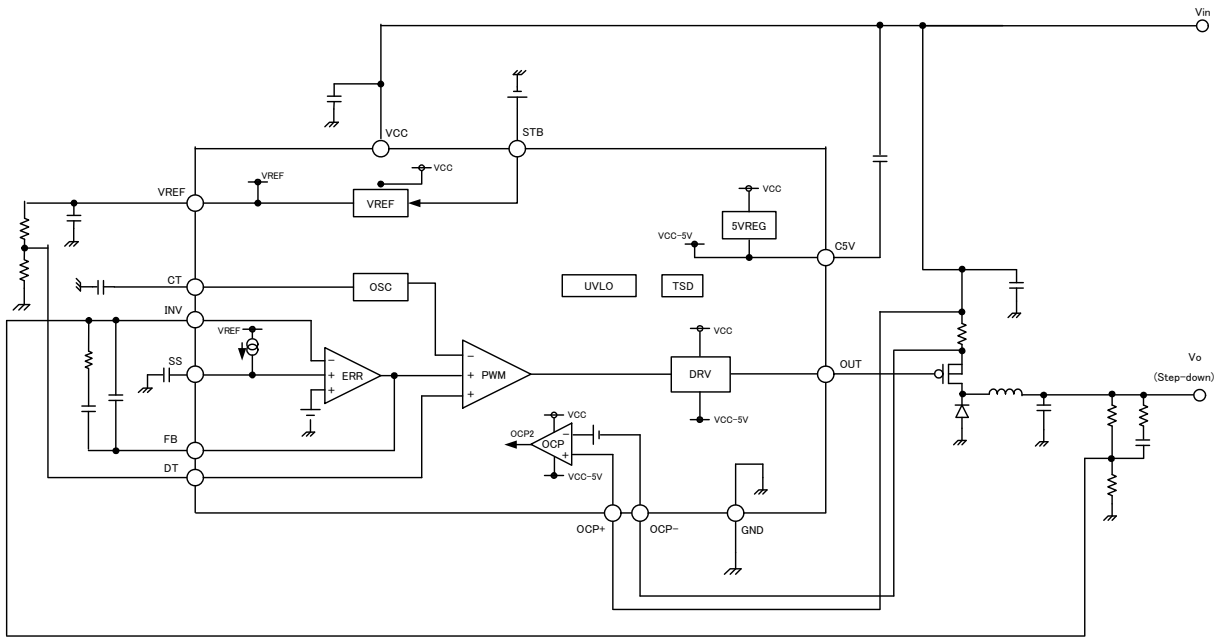 Vin
VCC
STB
VCC
VREF
VREF
VREF
VCC
5VREG
VCC-5V
C5V
CT
OSC
UVLO
TSD
INV
VREF
VCC
SS
−
+
+
ERR
−
+
+
PWM
DRV
OUT
Vo
(Step-down)
VCC
VCC-5V
OCP2
−
OCP
+
FB
VCC-5V
DT
OCP+
OCP−
GND